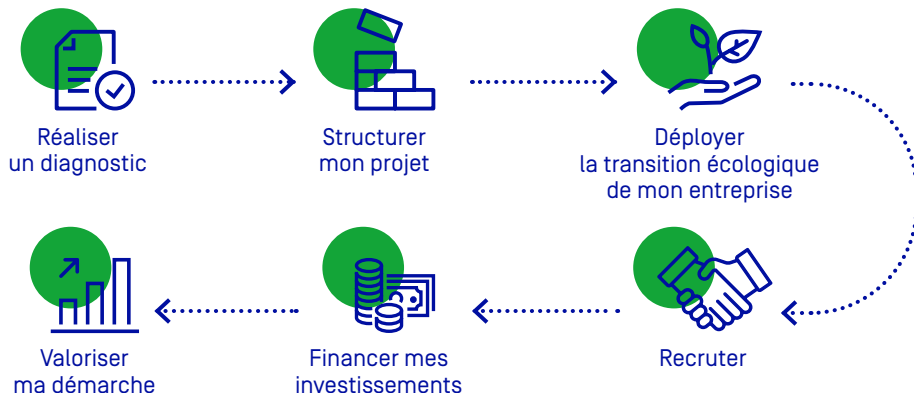 Réaliser
un diagnostic
Structurer
mon projet
Déployer
la transition écologique
de mon entreprise
Recruter
Financer mes
investissements
Valoriser
ma démarche